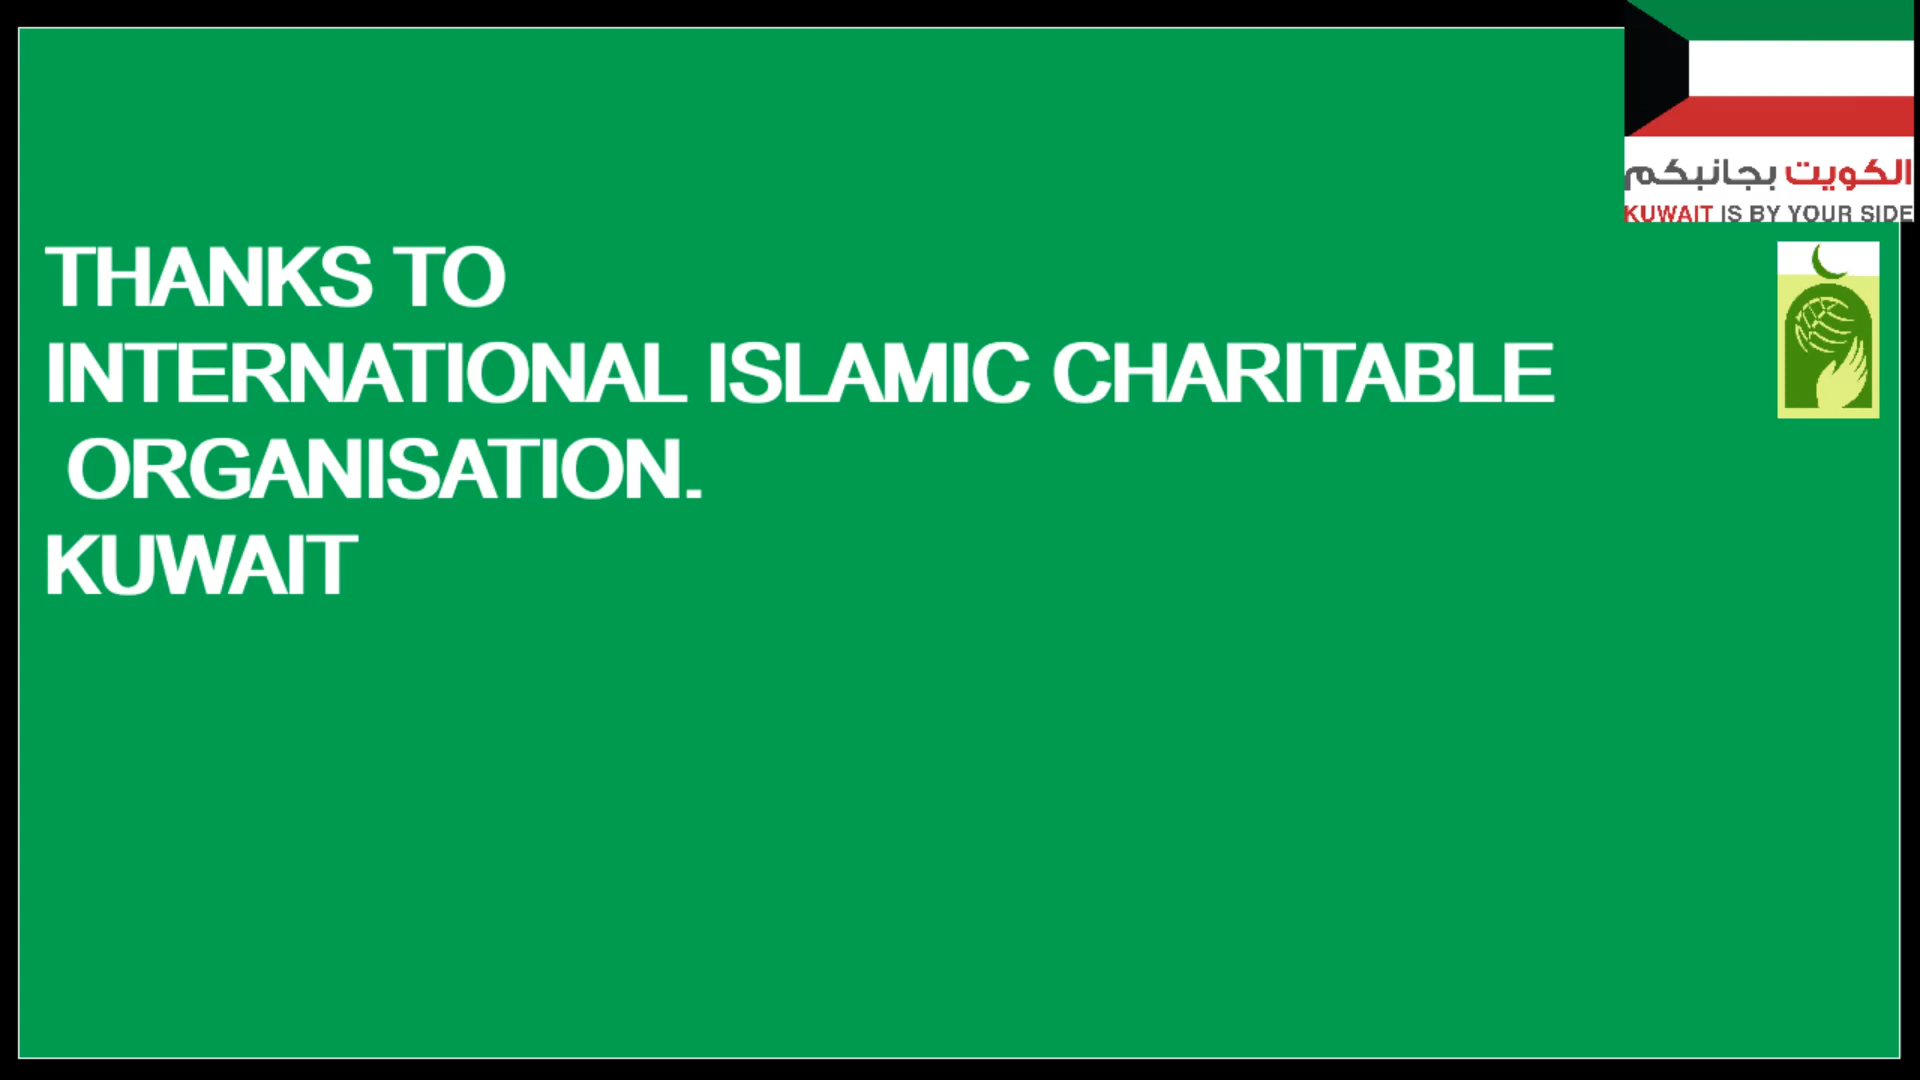 الكويت بجانبكم
KUWAIT IS BY YOUR SIDE
THANKS TO
INTERNATIONAL ISLAMIC CHARITABLE
ORGANISATION.
KUWAIT